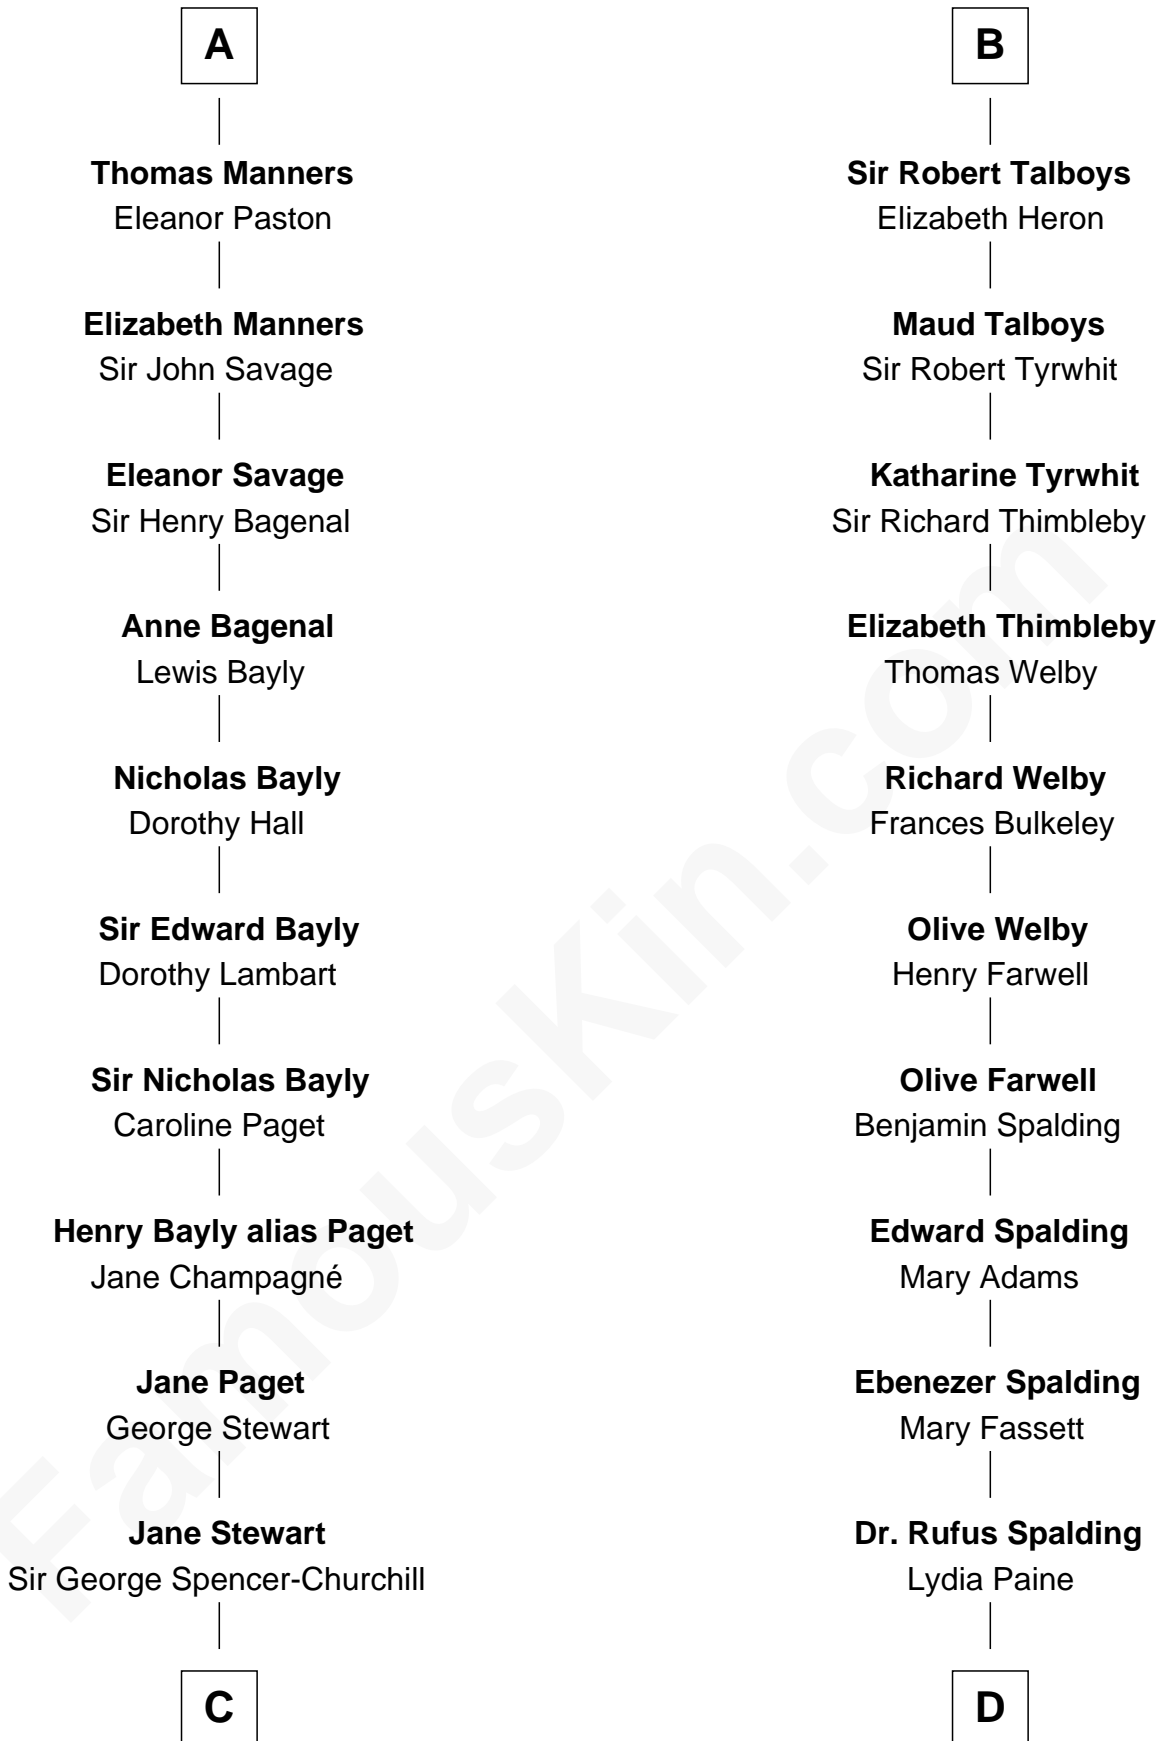 A
Thomas Manners
Eleanor Paston
Elizabeth Manners
Sir John Savage
Eleanor Savage
Sir Henry Bagenal
Anne Bagenal
Lewis Bayly
Nicholas Bayly
Dorothy Hall
Sir Edward Bayly
Dorothy Lambart
Sir Nicholas Bayly
Caroline Paget
Henry Bayly alias Paget
Jane Champagné
Jane Paget
George Stewart
Jane Stewart
Sir George Spencer-Churchill
C
B
Sir Robert Talboys
Elizabeth Heron
Maud Talboys
Sir Robert Tyrwhit
Katharine Tyrwhit
Sir Richard Thimbleby
Elizabeth Thimbleby
Thomas Welby
Richard Welby
Frances Bulkeley
Olive Welby
Henry Farwell
Olive Farwell
Benjamin Spalding
Edward Spalding
Mary Adams
Ebenezer Spalding
Mary Fassett
Dr. Rufus Spalding
Lydia Paine
D
FamousKin.com